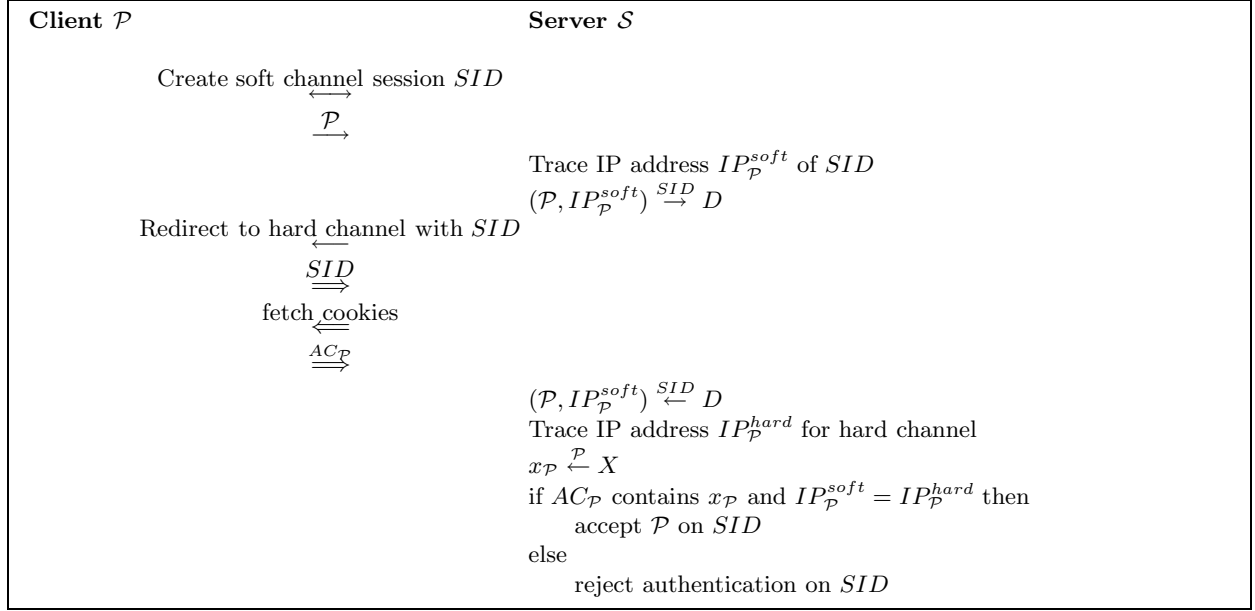 Client 𝒫 Server 𝒮
Create soft channel session SID
⟷
𝒫
⟶
Trace IP address IP_𝒫^soft of SID
(𝒫, IP_𝒫^soft) →^SID D
Redirect to hard channel with SID
⟵
SID
⟹
fetch cookies
⟸
AC_𝒫
⟹
(𝒫, IP_𝒫^soft) ←^SID D
Trace IP address IP_𝒫^hard for hard channel
x_𝒫 ←^𝒫 X
if AC_𝒫 contains x_𝒫 and IP_𝒫^soft = IP_𝒫^hard then
accept 𝒫 on SID
else
reject authentication on SID